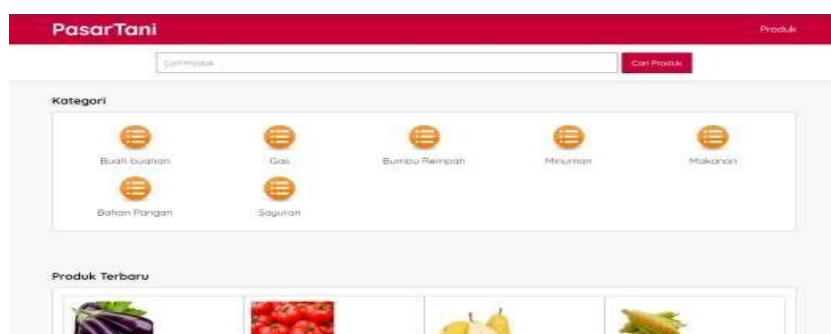 PasarTani
Produk
Cari Produk
Cari Produk
Kategori
Buah-buahan
Gas
Bumbu Rempah
Minuman
Makanan
Bahan Pangan
Sayuran
Produk Terbaru